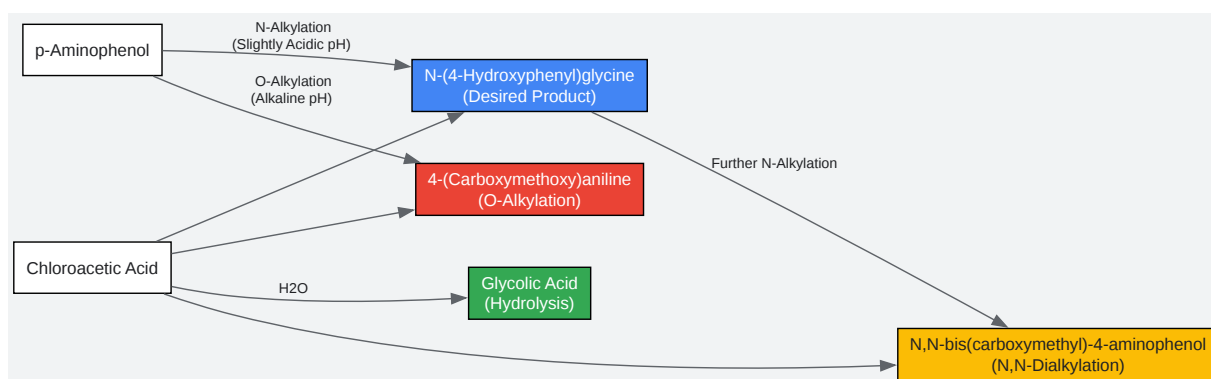 p-Aminophenol
N-Alkylation
(Slightly Acidic pH)
O-Alkylation
(Alkaline pH)
N-(4-Hydroxyphenyl)glycine
(Desired Product)
Further N-Alkylation
4-(Carboxymethoxy)aniline
(O-Alkylation)
Chloroacetic Acid
H2O
Glycolic Acid
(Hydrolysis)
N,N-bis(carboxymethyl)-4-aminophenol
(N,N-Dialkylation)